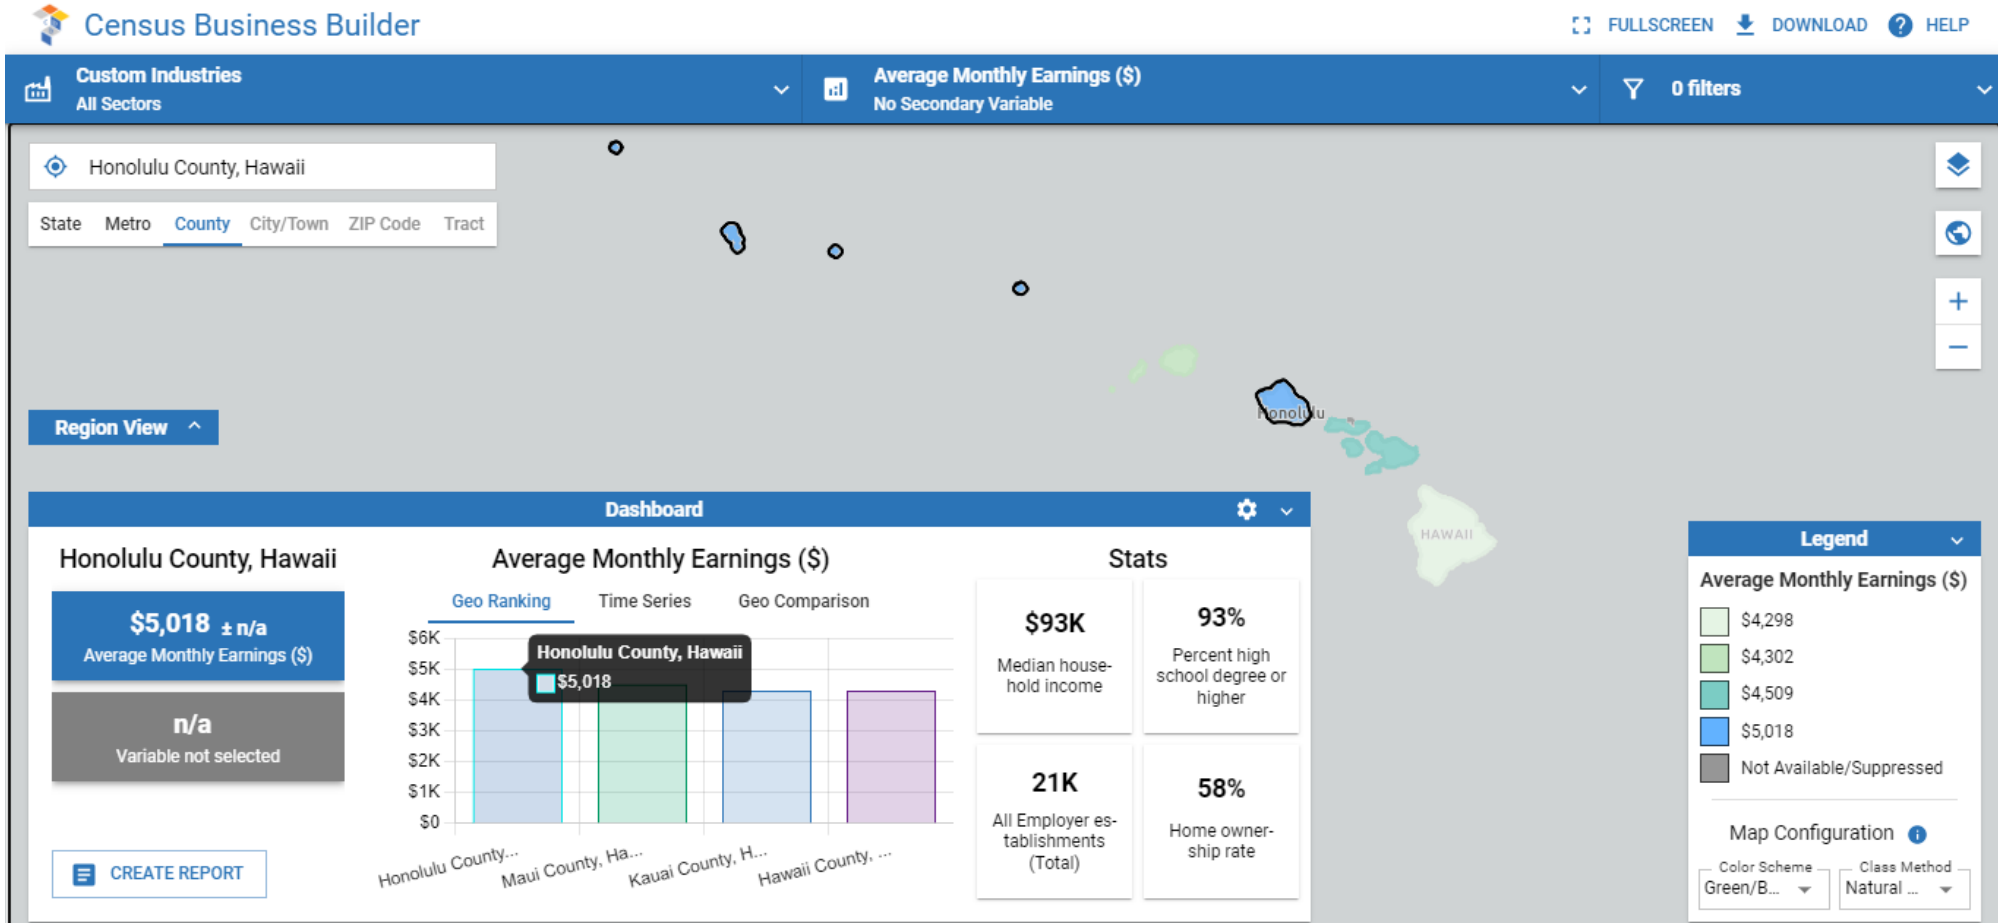 Census Business Builder
FULLSCREEN
DOWNLOAD
HELP
Custom Industries
All Sectors
Average Monthly Earnings ($)
No Secondary Variable
0 filters
Honolulu County, Hawaii
State
Metro
County
City/Town
ZIP Code
Tract
Honolulu
HAWAII
Region View
Dashboard
Honolulu County, Hawaii
$5,018 ± n/a
Average Monthly Earnings ($)
n/a
Variable not selected
CREATE REPORT
Average Monthly Earnings ($)
Geo Ranking
Time Series
Geo Comparison
$6K
$5K
$4K
$3K
$2K
$1K
$0
Honolulu County, Hawaii
$5,018
Honolulu County...
Maui County, Ha...
Kauai County, H...
Hawaii County, ...
Stats
$93K
Median house-
hold income
93%
Percent high
school degree or
higher
21K
All Employer es-
tablishments
(Total)
58%
Home owner-
ship rate
Legend
Average Monthly Earnings ($)
$4,298
$4,302
$4,509
$5,018
Not Available/Suppressed
Map Configuration
Color Scheme
Green/B...
Class Method
Natural ...